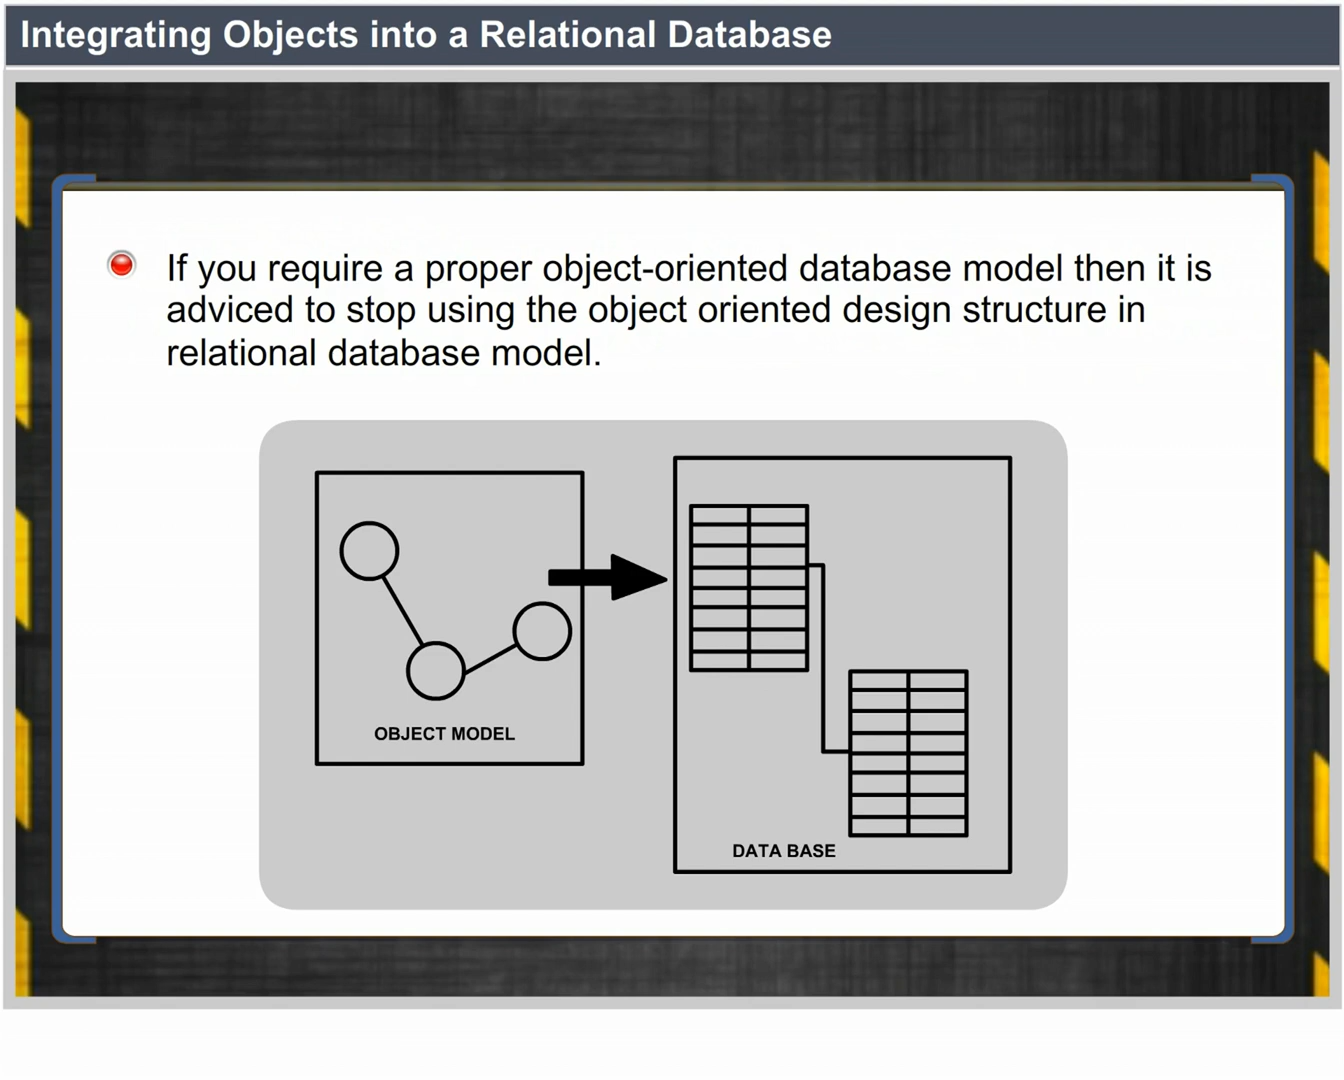 Integrating Objects into a Relational Database
If you require a proper object-oriented database model then it is
adviced to stop using the object oriented design structure in
relational database model.
OBJECT MODEL
DATA BASE